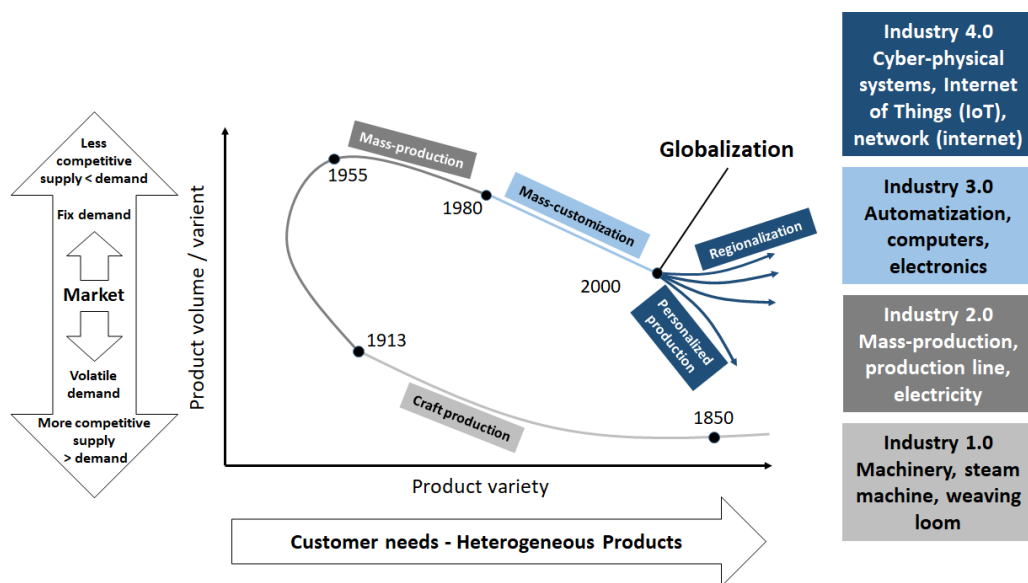 Less
competitive
supply < demand
Fix demand
Market
Volatile
demand
More competitive
supply
> demand
Product volume / varient
Mass-production
1955
1980
Mass-customization
Globalization
2000
Regionalization
Personalized
production
1913
Craft production
1850
Product variety
Customer needs - Heterogeneous Products
Industry 4.0
Cyber-physical
systems, Internet
of Things (IoT),
network (internet)
Industry 3.0
Automatization,
computers,
electronics
Industry 2.0
Mass-production,
production line,
electricity
Industry 1.0
Machinery, steam
machine, weaving
loom